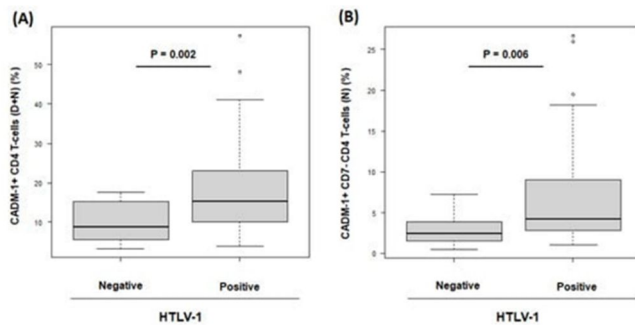 (A)
P = 0.002
CADM-1+ CD4 T-cells (D+N) (%)
50
40
30
20
10
Negative
Positive
HTLV-1
(B)
P = 0.006
CADM-1+ CD7- CD4 T-cells (N) (%)
25
20
15
10
5
0
Negative
Positive
HTLV-1